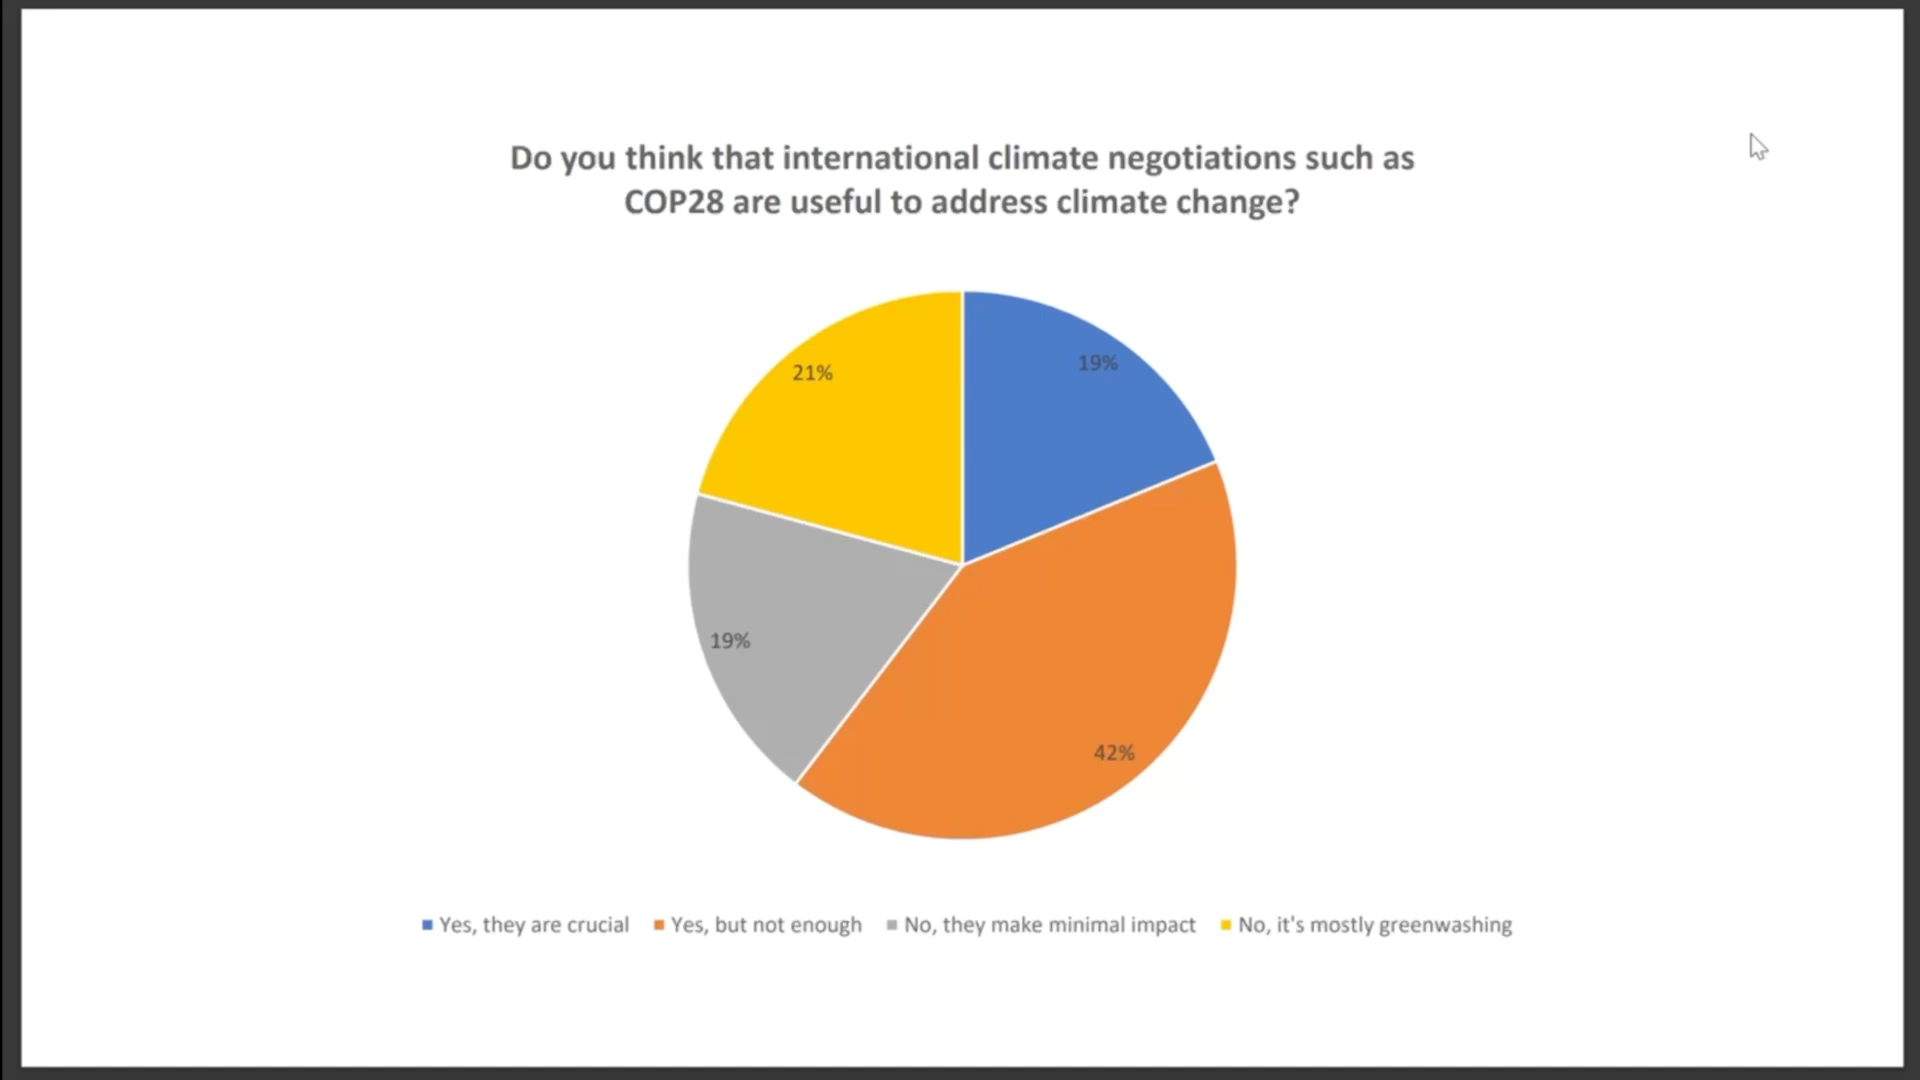 Do you think that international climate negotiations such as
COP28 are useful to address climate change?
19%
21%
19%
42%
Yes, they are crucial
Yes, but not enough
No, they make minimal impact
No, it's mostly greenwashing